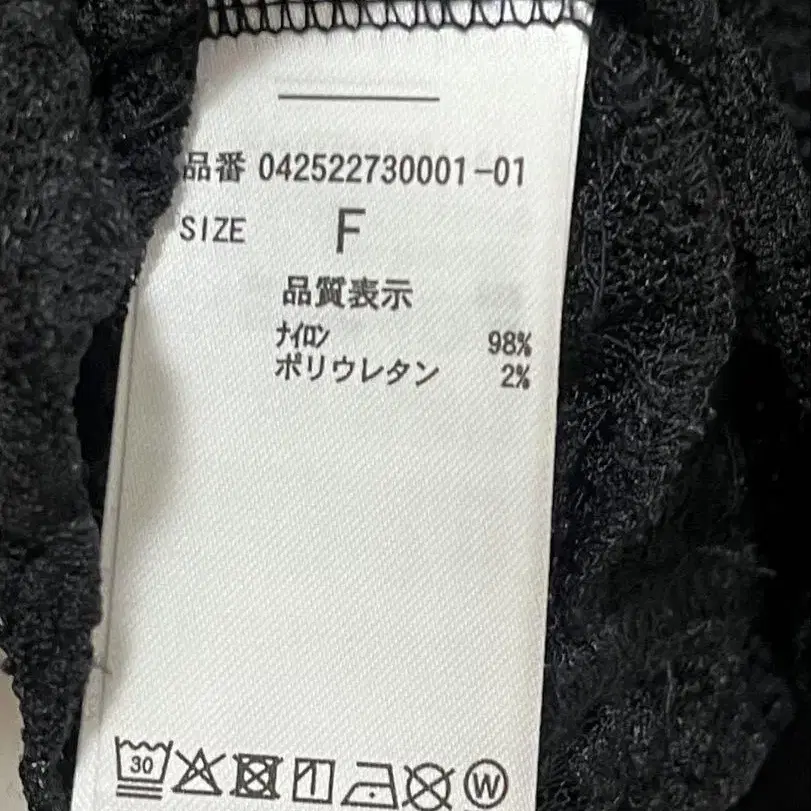 品番 042522730001-01
SIZE F
品質表示
ﾅｲﾛﾝ 98%
ポリウレタン 2%
30 W